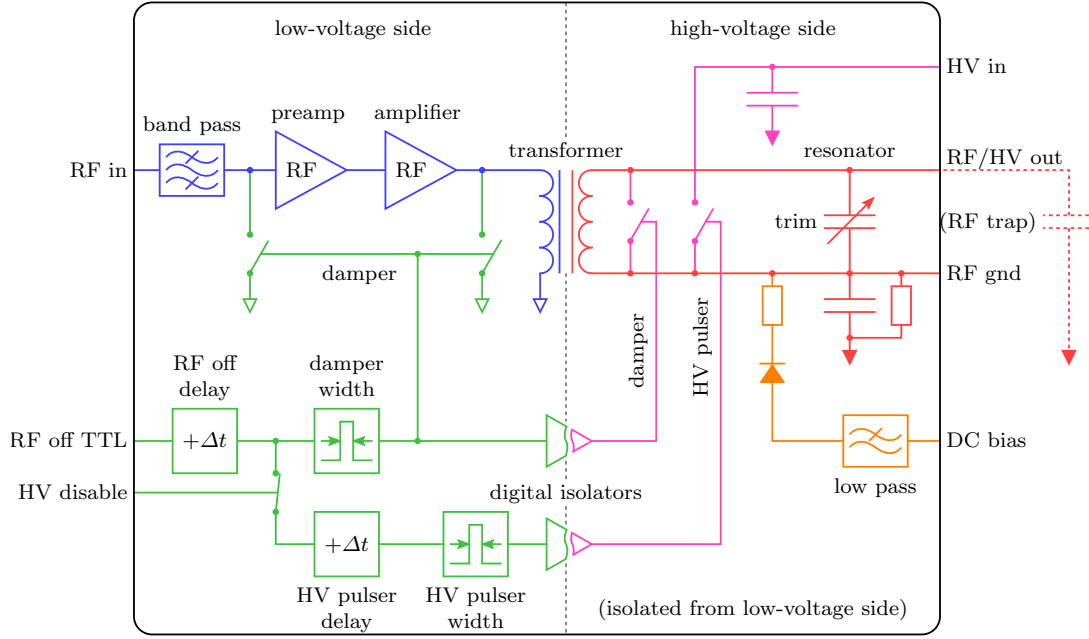 low-voltage side
high-voltage side
HV in
preamp
amplifier
band pass
transformer
resonator
RF/HV out
RF in
RF
RF
trim
(RF trap)
damper
RF gnd
damper
HV pulser
RF off
delay
damper
width
RF off TTL
+Δt
DC bias
low pass
HV disable
digital isolators
+Δt
HV pulser
delay
HV pulser
width
(isolated from low-voltage side)